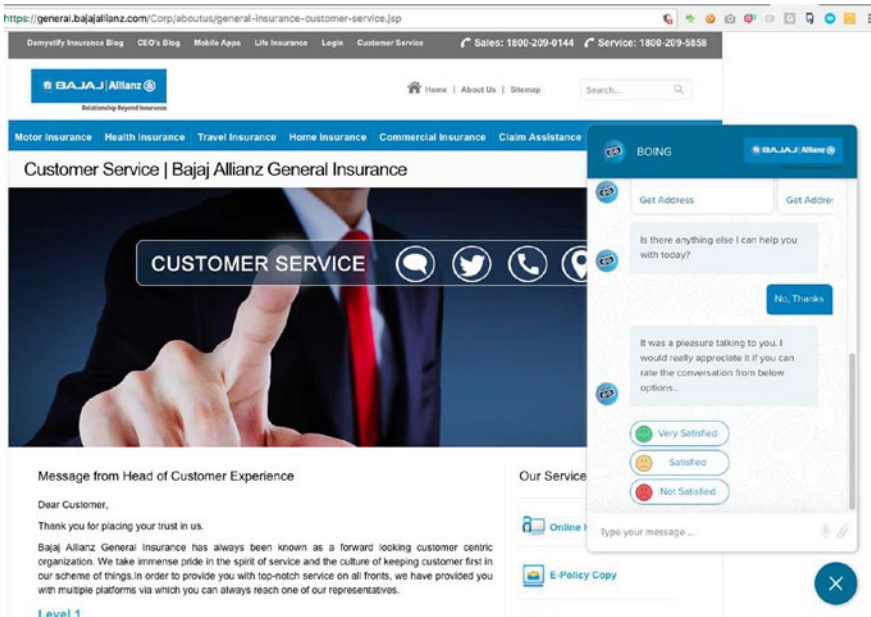 https://general.bajajallianz.com/Corp/aboutus/general-insurance-customer-service.jsp
Demystify Insurance Blog CEO's Blog Mobile Apps Life Insurance Login Customer Service Sales: 1800-209-0144 Service: 1800-209-5858
BAJAJ Allianz
Relationship Beyond Insurance
Home | About Us | Sitemap Search...
Motor Insurance Health Insurance Travel Insurance Home Insurance Commercial Insurance Claim Assistance
Customer Service | Bajaj Allianz General Insurance
CUSTOMER SERVICE
Message from Head of Customer Experience
Dear Customer,
Thank you for placing your trust in us.
Bajaj Allianz General Insurance has always been known as a forward looking customer centric
organization. We take immense pride in the spirit of service and the culture of keeping customer first in
our scheme of things.in order to provide you with top-notch service on all fronts, we have provided you
with multiple platforms via which you can always reach one of our representatives.
Level 1
Our Service
Online
E-Policy Copy
BOING
BAJAJ Allianz
Get Address
Get Addre
Is there anything else I can help you
with today?
No, Thanks
It was a pleasure talking to you. I
would really appreciate it if you can
rate the conversation from below
options..
Very Satisfied
Satisfied
Not Satisfied
Type your message ...